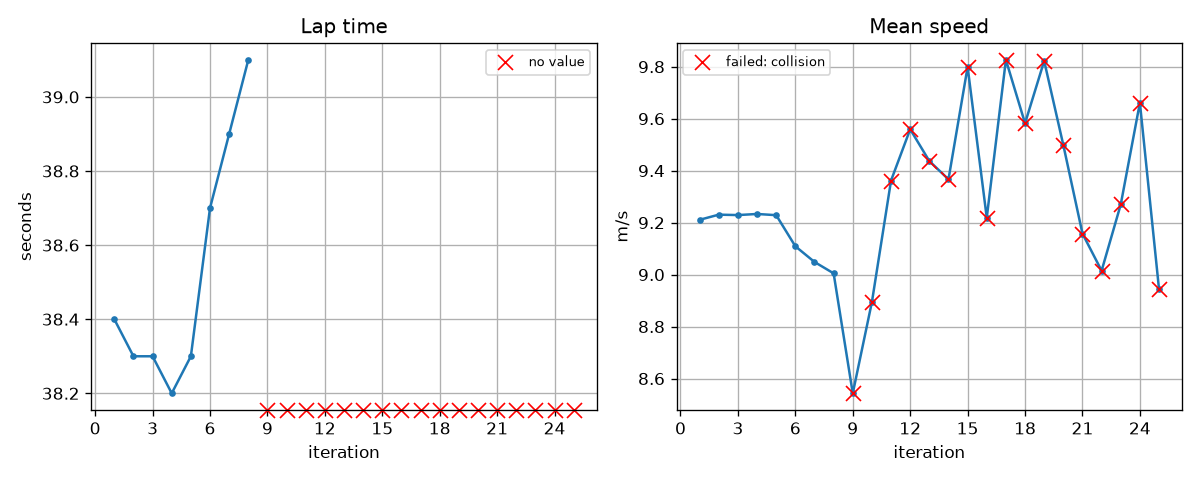 Lap time
seconds
39.0
38.8
38.6
38.4
38.2
no value
0 3 6 9 12 15 18 21 24
iteration
Mean speed
m/s
9.8
9.6
9.4
9.2
9.0
8.8
8.6
failed: collision
0 3 6 9 12 15 18 21 24
iteration